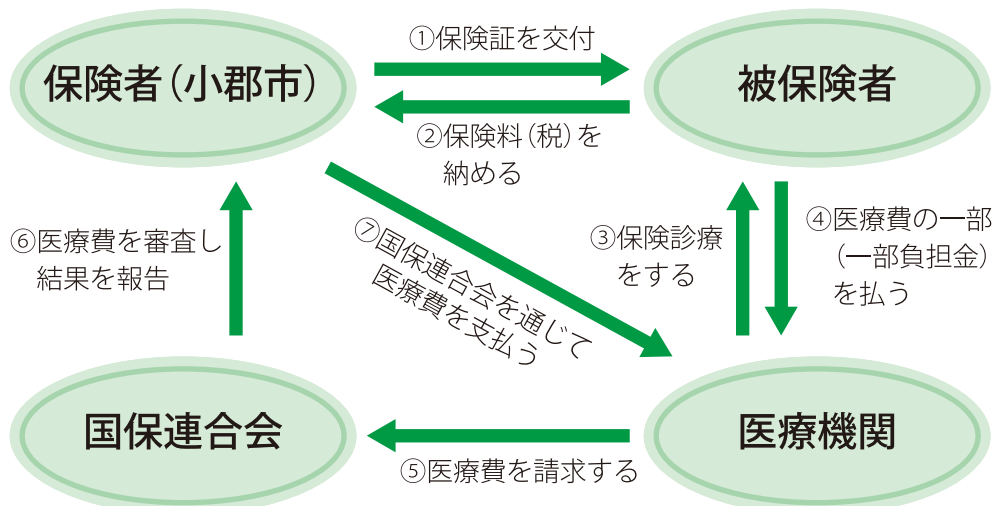 保険者（小郡市）
①保険証を交付
被保険者
②保険料（税）を
納める
⑥医療費を審査し
結果を報告
⑦国保連合会を通じて
医療費を支払う
③保険診療
をする
④医療費の一部
（一部負担金）
を払う
国保連合会
⑤医療費を請求する
医療機関